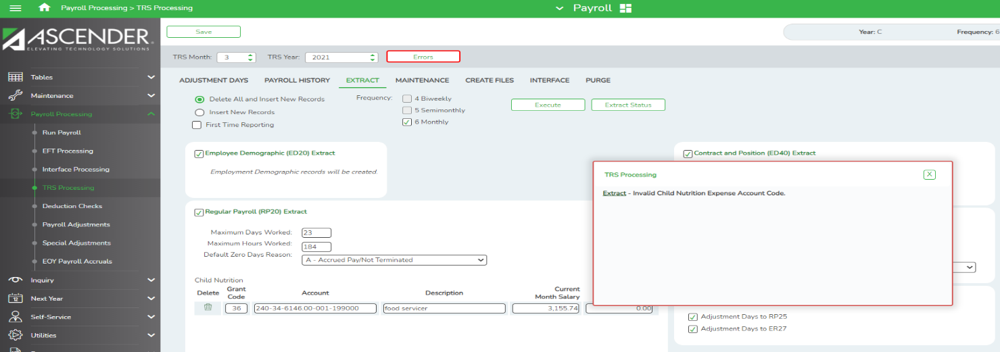 Payroll Processing > TRS Processing
Payroll
ASCENDER
ELEVATING TECHNOLOGY SOLUTIONS
Save
Year: C
Frequency: 6
TRS Month: 3
TRS Year: 2021
Errors
Tables
Maintenance
Payroll Processing
Run Payroll
EFT Processing
Interface Processing
TRS Processing
Deduction Checks
Payroll Adjustments
Special Adjustments
EOY Payroll Accruals
Inquiry
12
Next Year
Self-Service
Utilities
ADJUSTMENT DAYS
PAYROLL HISTORY
EXTRACT
MAINTENANCE
CREATE FILES
INTERFACE
PURGE
Delete All and Insert New Records
Insert New Records
First Time Reporting
Frequency:
4 Biweekly
5 Semimonthly
6 Monthly
Execute
Extract Status
Employee Demographic (ED20) Extract
Employment Demographic records will be created.
Contract and Position (ED40) Extract
Regular Payroll (RP20) Extract
Maximum Days Worked: 23
Maximum Hours Worked: 184
Default Zero Days Reason: A - Accrued Pay/Not Terminated
Child Nutrition
Delete
Grant Code
Account
Description
Current Month Salary
36
240-34-6146.00-001-199000
food servicer
3,155.74
0.00
TRS Processing
X
Extract - Invalid Child Nutrition Expense Account Code.
Adjustment Days to RP25
Adjustment Days to ER27